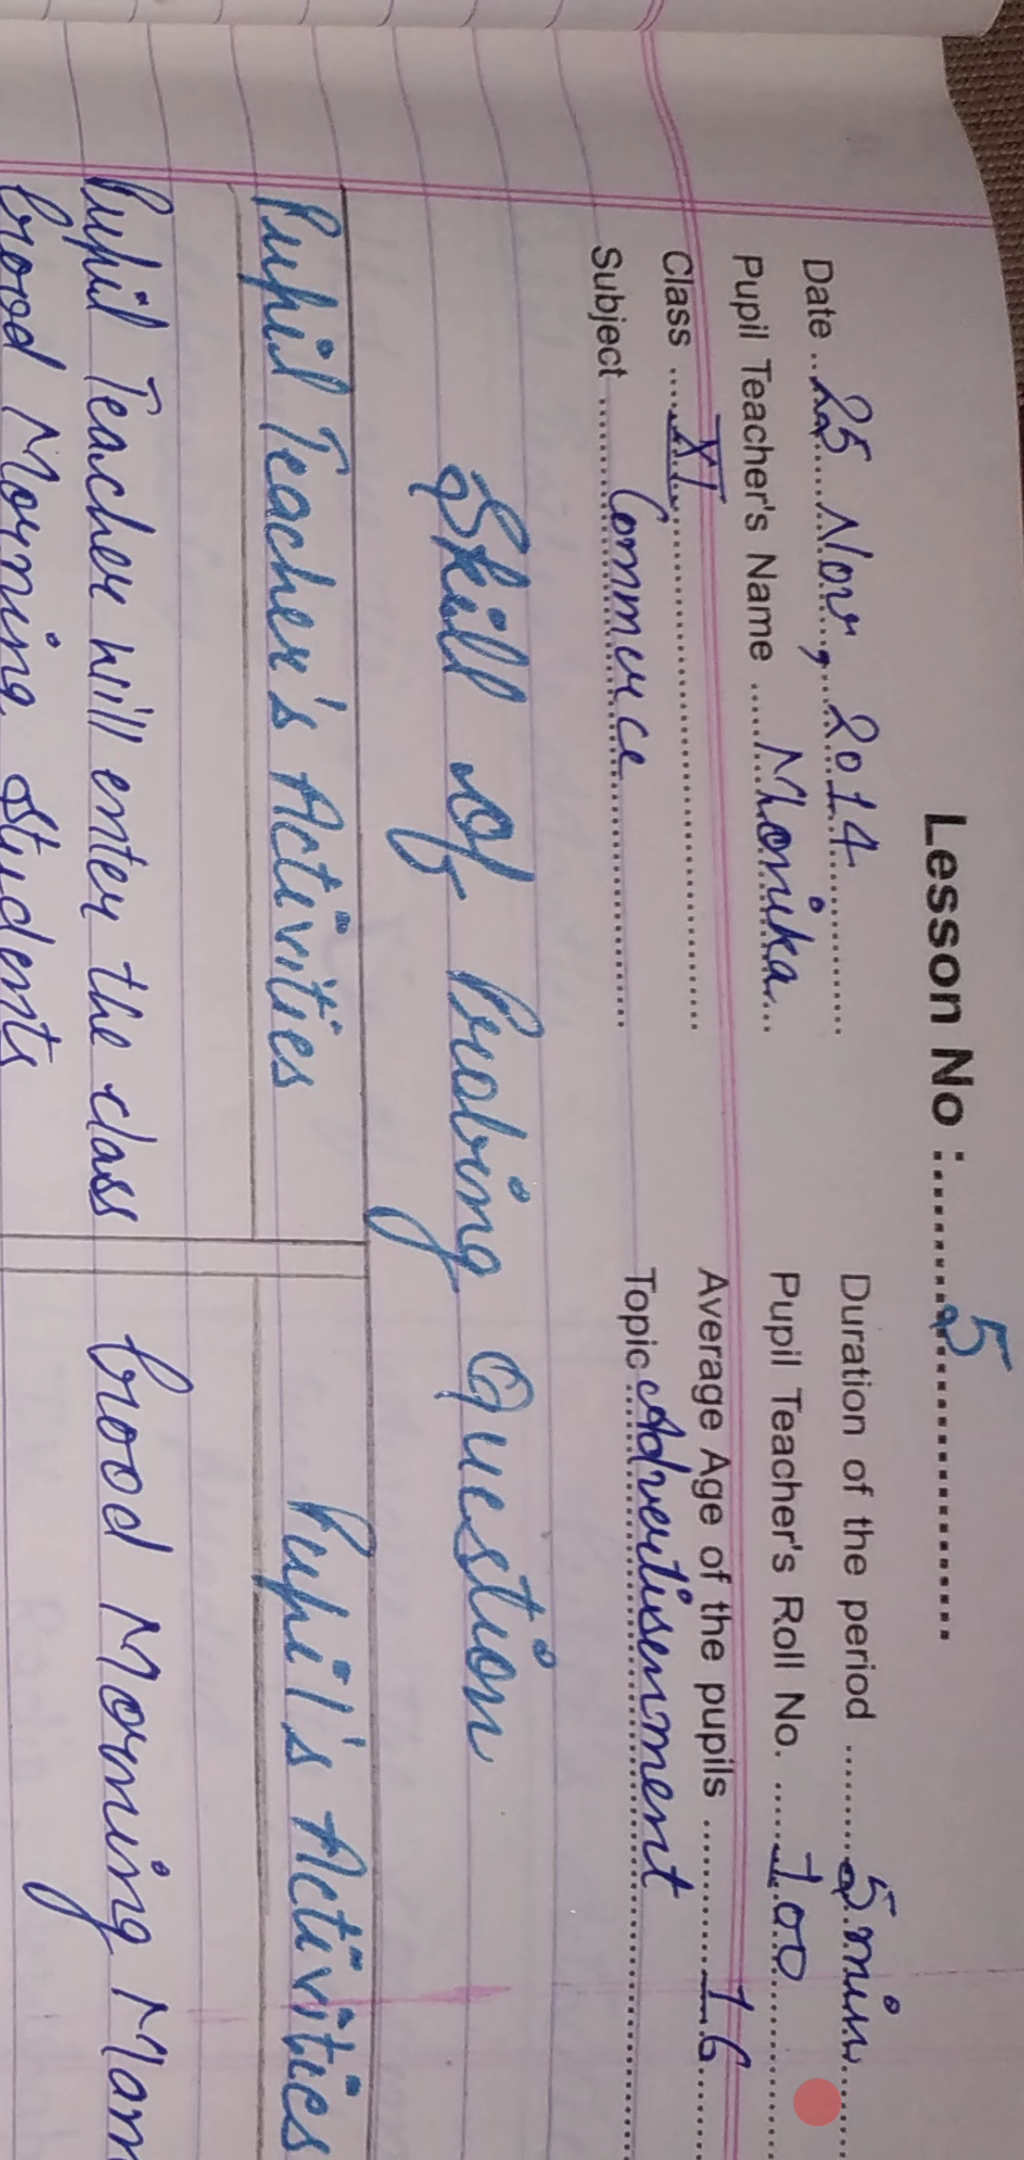 Lesson No : 5
Date 25 Nov, 2014 Duration of the period 5 min
Pupil Teacher's Name Monika Pupil Teacher's Roll No. 100
Class XI Average Age of the pupils 16
Subject Commerce Topic Advertisement
Skill of Probing Question
Pupil Teacher's Activities Pupil's Activities
Pupil Teacher will enter the class Good Morning Mam
Good Morning Students